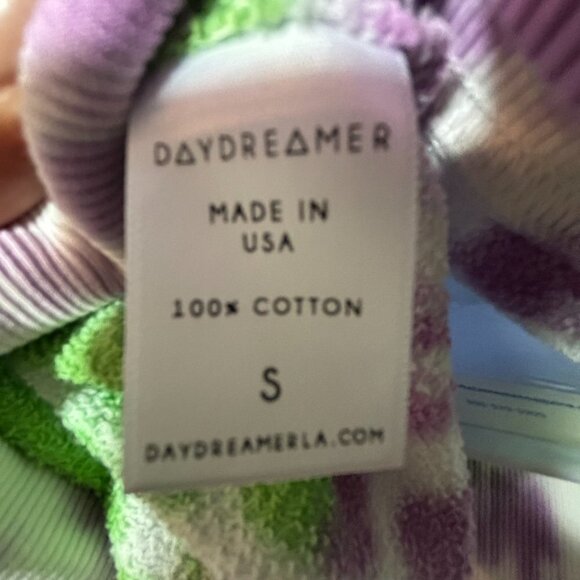 DAYDREAMER
MADE IN
USA
100% COTTON
S
DAYDREAMERLA.COM